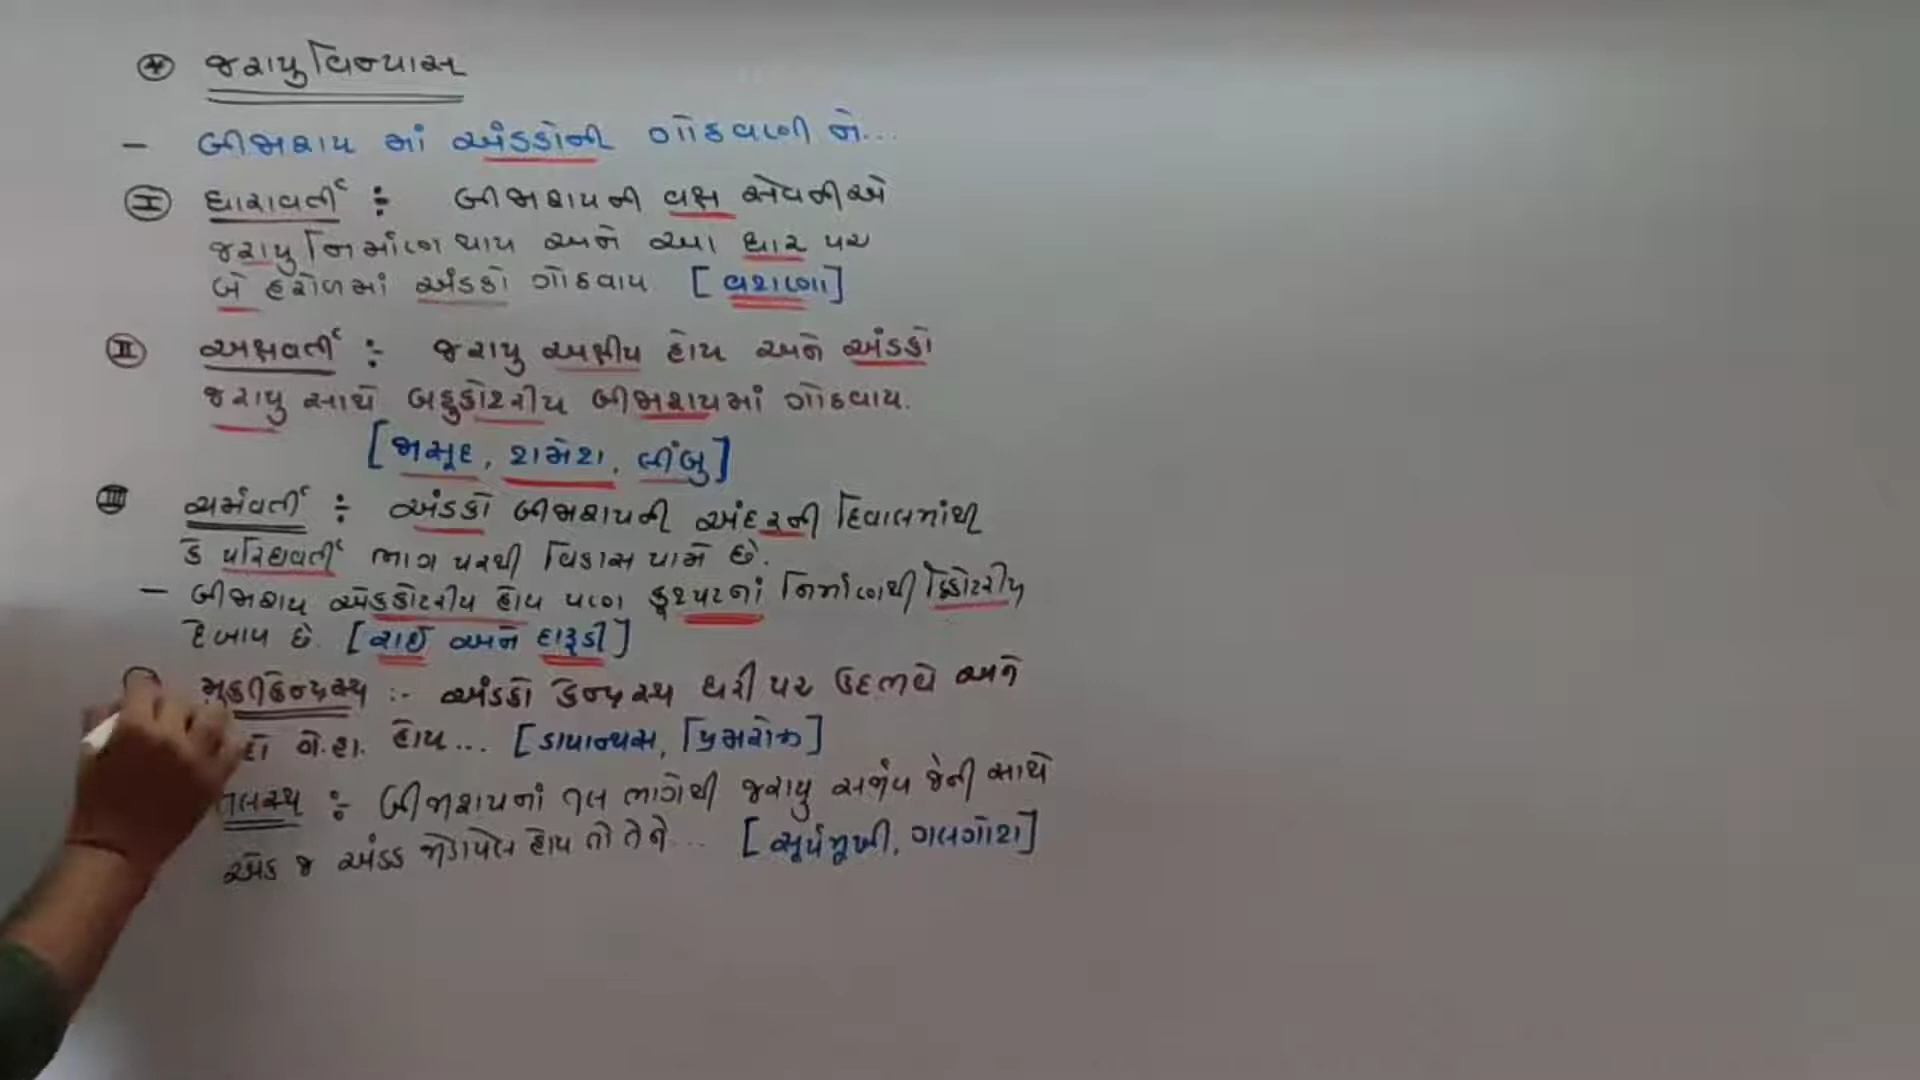 * જરાયુવિન્યાસ
- બીજાશય માં અંડકોની ગોઠવણી ને...
I ધારાવર્તી ÷ બીજાશયની વક્ષ સેવનીએ
જરાયુ નિર્માણ થાય અને આ ધાર પર
બે હરોળમાં અંડકો ગોઠવાય [વટાણા]
II અક્ષવર્તી ÷ જરાયુ અક્ષીય હોય અને અંડકો
જરાયુ સાથે બહુકોટરીય બીજાશયમાં ગોઠવાય.
[જાસૂદ, ટામેટા, લીંબુ]
III ચર્મવર્તી ÷ અંડકો બીજાશયની અંદરની દિવાલમાંથી
કે પરિઘવર્તી ભાગ પરથી વિકાસ પામે છે.
- બીજાશય એકકોટરીય હોય પણ કૂટપટનાં નિર્માણથી દ્વિકોટરીય
દેખાય છે. [રાઈ અને દારૂડી]
મુક્તકેન્દ્રસ્થ :- અંડકો કેન્દ્રસ્થ ધરી પર ઉદભવે અને
ગે.હા. હોય... [ડાયાન્થસ, પ્રિમરોઝ]
તલસ્થ ÷ બીજાશયનાં તલ ભાગેથી જરાયુ સર્જાય જેની સાથે
એક જ અંડક જોડાયેલ હોય તો તેને... [સૂર્યમુખી, ગલગોટા]